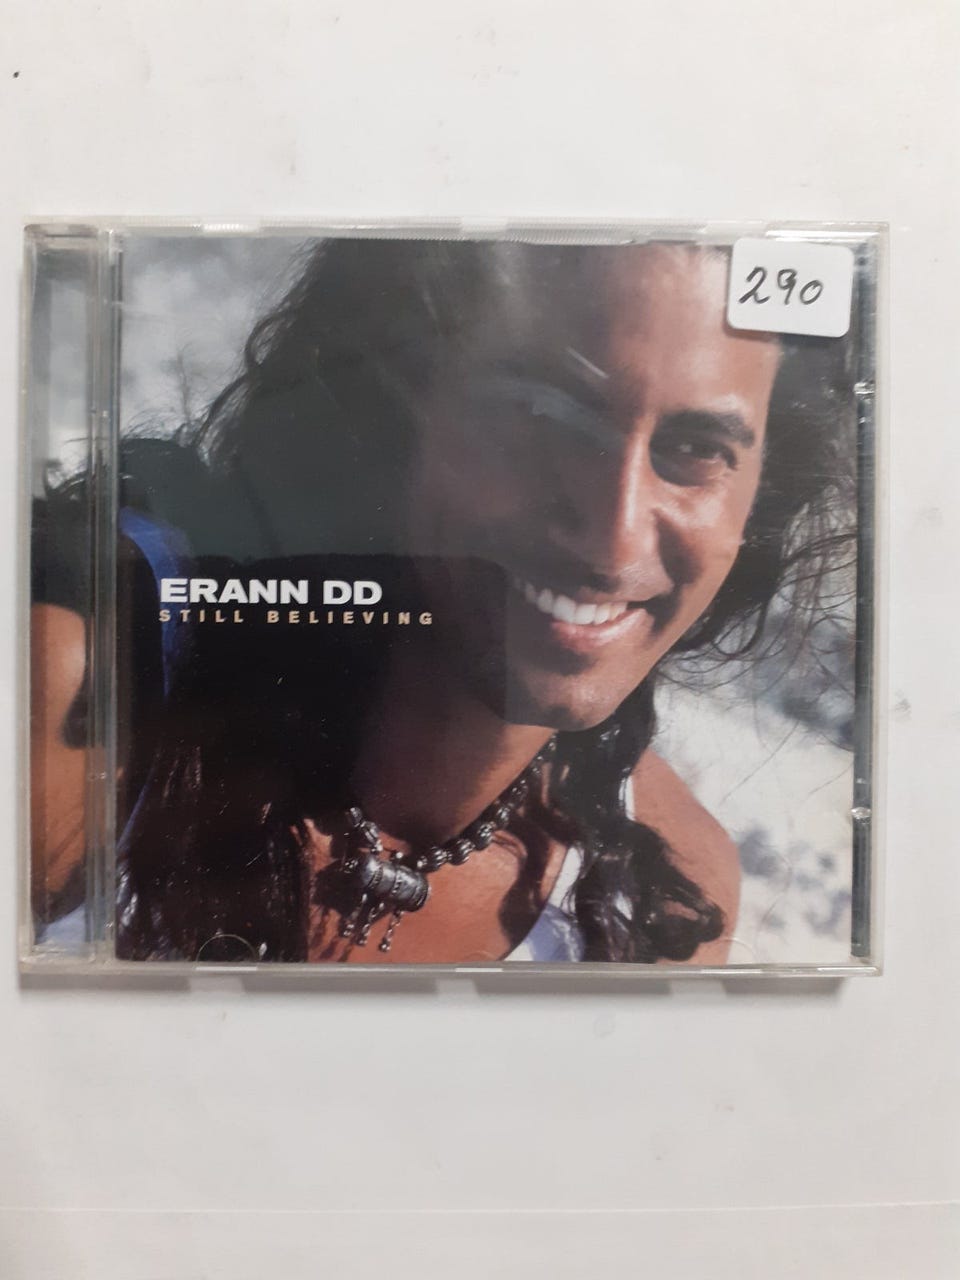 290
ERANN DD
STILL BELIEVING